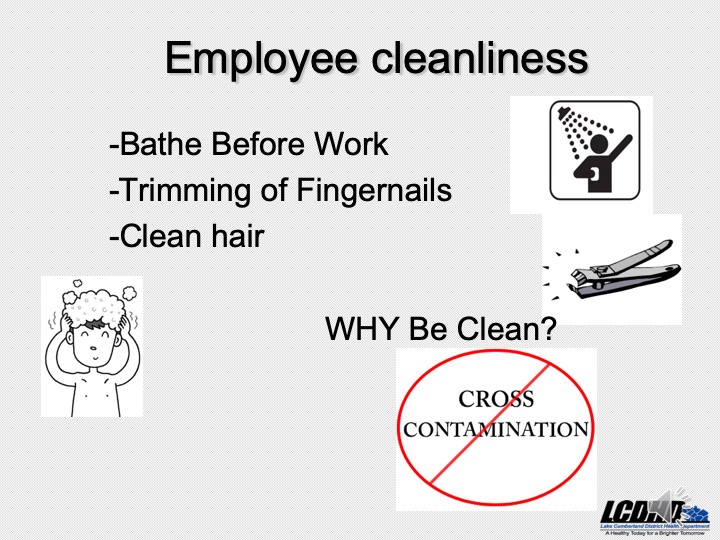 Employee cleanliness
-Bathe Before Work
-Trimming of Fingernails
-Clean hair
WHY Be Clean?
CROSS
CONTAMINATION
Lake Cumberland District Health Department
A Healthy Today for a Brighter Tomorrow